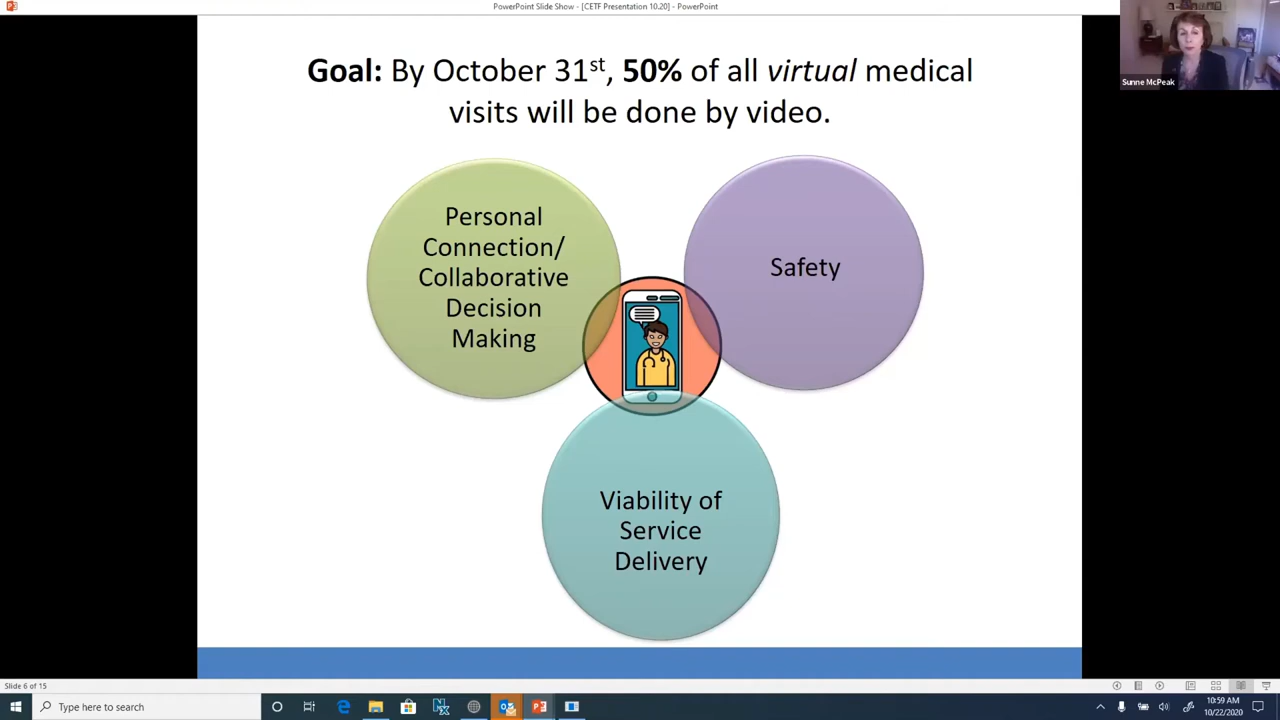 PowerPoint Slide Show - [CETF Presentation 10.20] - PowerPoint
Sunne McPeak
Goal: By October 31st, 50% of all virtual medical
visits will be done by video.
Personal
Connection/
Collaborative
Decision
Making
Safety
Viability of
Service
Delivery
Slide 6 of 15
Type here to search
10:59 AM
10/22/2020